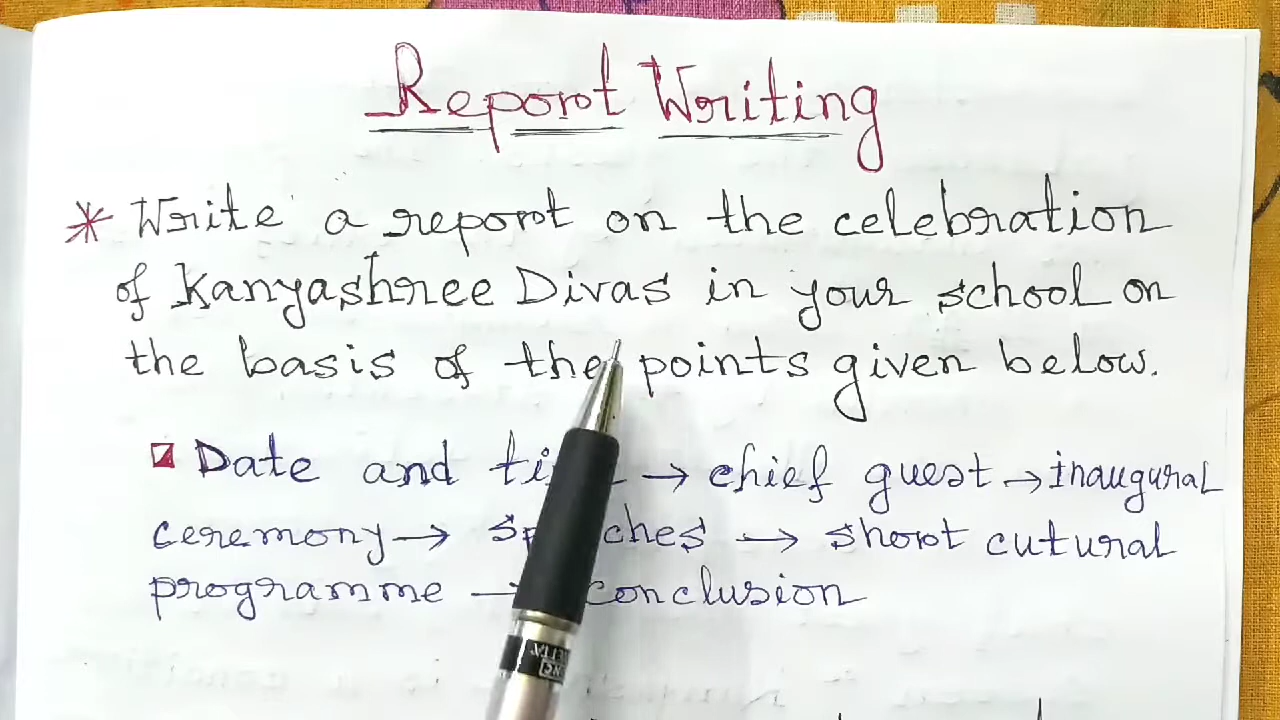 Report Writing
* Write a report on the celebration
of Kanyashree Divas in your school on
the basis of the points given below.
Date and → chief guest → inaugural
ceremony → → short cutural
programme → conclusion